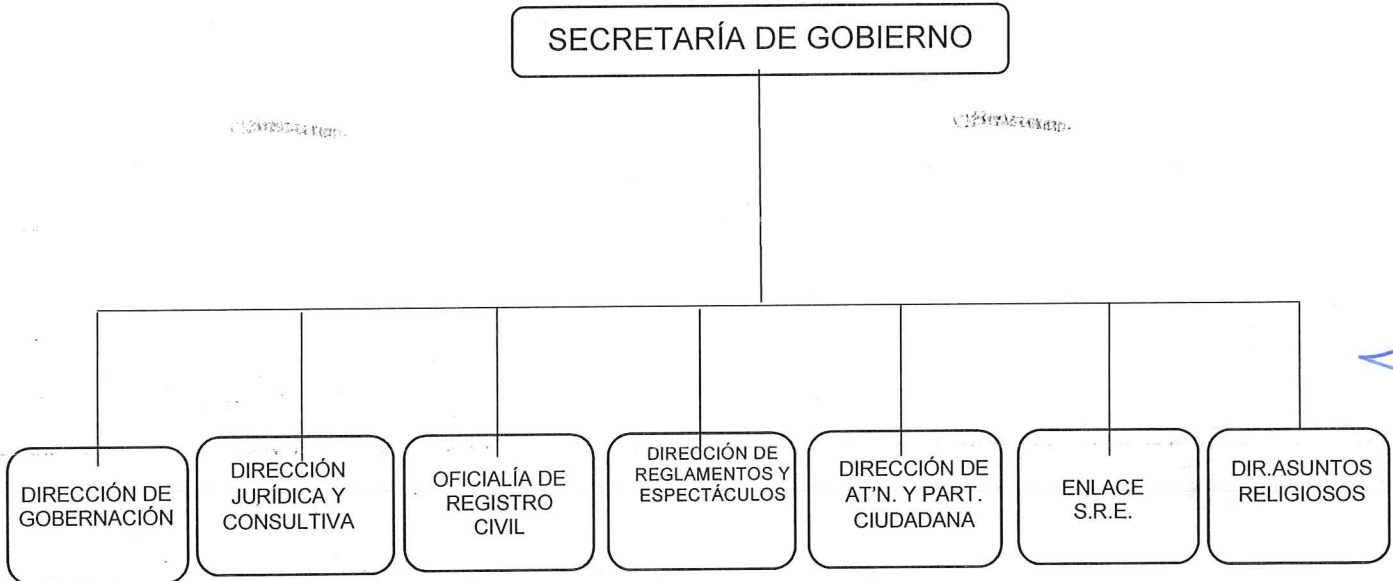 SECRETARÍA DE GOBIERNO
DIRECCIÓN DE
GOBERNACIÓN
DIRECCIÓN
JURÍDICA Y
CONSULTIVA
OFICIALÍA DE
REGISTRO
CIVIL
DIRECCIÓN DE
REGLAMENTOS Y
ESPECTÁCULOS
DIRECCIÓN DE
AT'N. Y PART.
CIUDADANA
ENLACE
S.R.E.
DIR.ASUNTOS
RELIGIOSOS